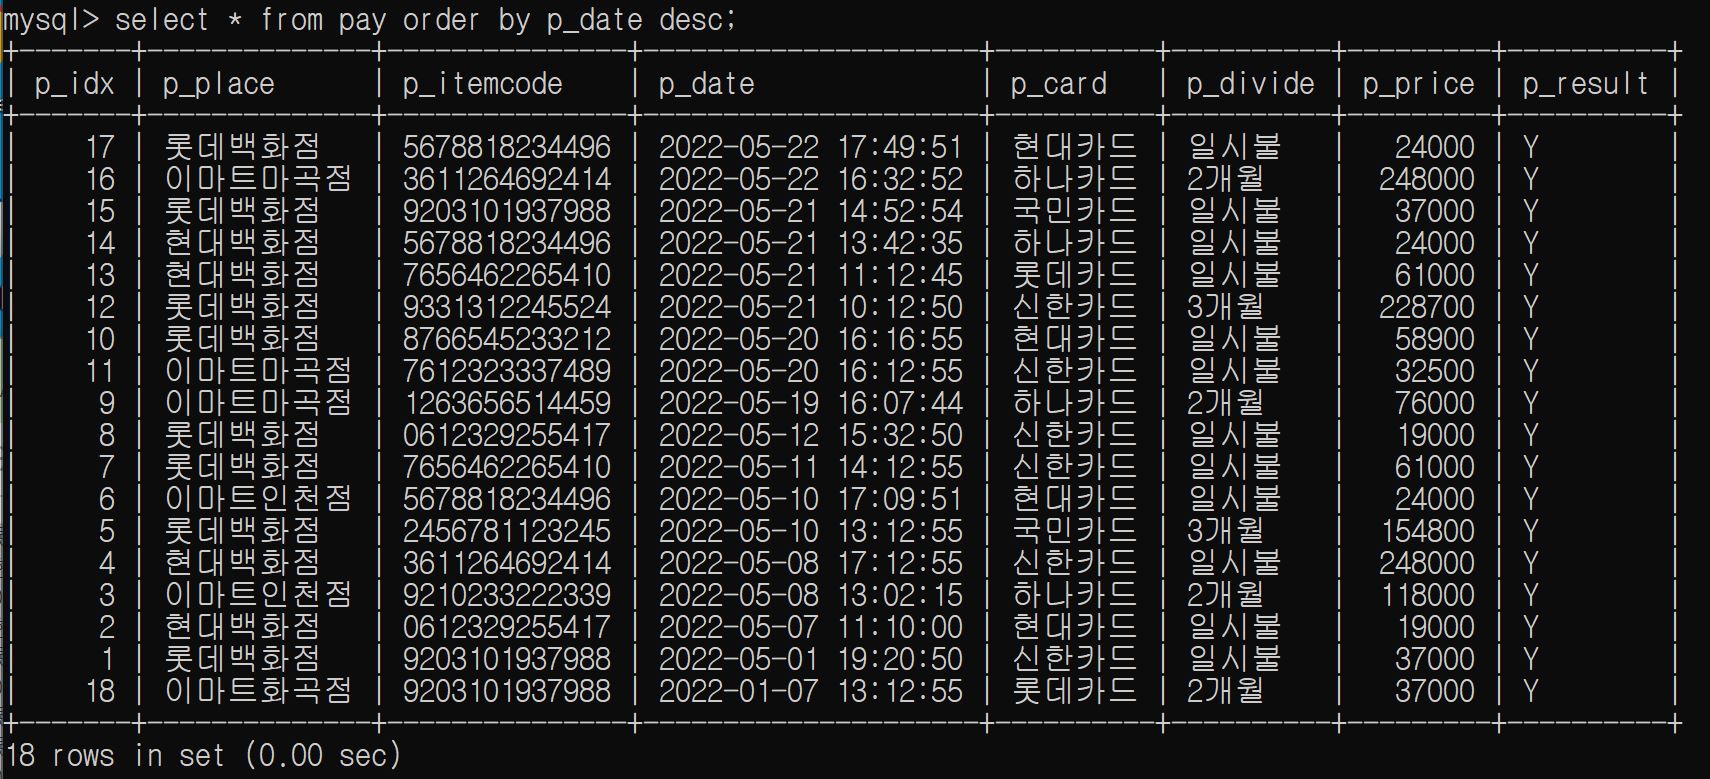 mysql> select * from pay order by p_date desc;
+-------+---------------+---------------+---------------------+----------+----------+---------+----------+
| p_idx | p_place | p_itemcode | p_date | p_card | p_divide | p_price | p_result |
+-------+---------------+---------------+---------------------+----------+----------+---------+----------+
| 17 | 롯데백화점 | 5678818234496 | 2022-05-22 17:49:51 | 현대카드 | 일시불 | 24000 | Y |
| 16 | 이마트마곡점 | 3611264692414 | 2022-05-22 16:32:52 | 하나카드 | 2개월 | 248000 | Y |
| 15 | 롯데백화점 | 9203101937988 | 2022-05-21 14:52:54 | 국민카드 | 일시불 | 37000 | Y |
| 14 | 현대백화점 | 5678818234496 | 2022-05-21 13:42:35 | 하나카드 | 일시불 | 24000 | Y |
| 13 | 현대백화점 | 7656462265410 | 2022-05-21 11:12:45 | 롯데카드 | 일시불 | 61000 | Y |
| 12 | 롯데백화점 | 9331312245524 | 2022-05-21 10:12:50 | 신한카드 | 3개월 | 228700 | Y |
| 10 | 롯데백화점 | 8766545233212 | 2022-05-20 16:16:55 | 현대카드 | 일시불 | 58900 | Y |
| 11 | 이마트마곡점 | 7612323337489 | 2022-05-20 16:12:55 | 신한카드 | 일시불 | 32500 | Y |
| 9 | 이마트마곡점 | 1263656514459 | 2022-05-19 16:07:44 | 하나카드 | 2개월 | 76000 | Y |
| 8 | 롯데백화점 | 0612329255417 | 2022-05-12 15:32:50 | 신한카드 | 일시불 | 19000 | Y |
| 7 | 롯데백화점 | 7656462265410 | 2022-05-11 14:12:55 | 신한카드 | 일시불 | 61000 | Y |
| 6 | 이마트인천점 | 5678818234496 | 2022-05-10 17:09:51 | 현대카드 | 일시불 | 24000 | Y |
| 5 | 롯데백화점 | 2456781123245 | 2022-05-10 13:12:55 | 국민카드 | 3개월 | 154800 | Y |
| 4 | 현대백화점 | 3611264692414 | 2022-05-08 17:12:55 | 신한카드 | 일시불 | 248000 | Y |
| 3 | 이마트인천점 | 9210233222339 | 2022-05-08 13:02:15 | 하나카드 | 2개월 | 118000 | Y |
| 2 | 현대백화점 | 0612329255417 | 2022-05-07 11:10:00 | 현대카드 | 일시불 | 19000 | Y |
| 1 | 롯데백화점 | 9203101937988 | 2022-05-01 19:20:50 | 신한카드 | 일시불 | 37000 | Y |
| 18 | 이마트화곡점 | 9203101937988 | 2022-01-07 13:12:55 | 롯데카드 | 2개월 | 37000 | Y |
+-------+---------------+---------------+---------------------+----------+----------+---------+----------+
18 rows in set (0.00 sec)